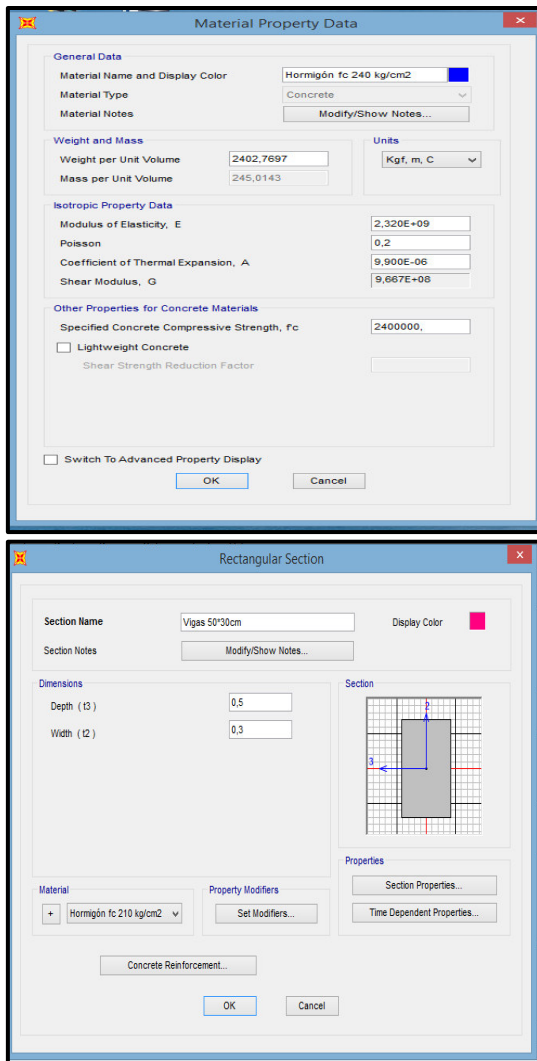 Material Property Data
General Data
Material Name and Display Color Hormigón fc 240 kg/cm2
Material Type Concrete
Material Notes Modify/Show Notes...
Weight and Mass Units
Weight per Unit Volume 2402,7697 Kgf, m, C
Mass per Unit Volume 245,0143
Isotropic Property Data
Modulus of Elasticity, E 2,320E+09
Poisson 0,2
Coefficient of Thermal Expansion, A 9,900E-06
Shear Modulus, G 9,667E+08
Other Properties for Concrete Materials
Specified Concrete Compressive Strength, f'c 2400000,
Lightweight Concrete
Shear Strength Reduction Factor
Switch To Advanced Property Display
OK Cancel
Rectangular Section
Section Name Vigas 50*30cm Display Color
Section Notes Modify/Show Notes...
Dimensions Section
Depth ( t3 ) 0,5
Width ( t2 ) 0,3
2
3
Properties
Section Properties...
Material Property Modifiers
+ Hormigón fc 210 kg/cm2 Set Modifiers... Time Dependent Properties...
Concrete Reinforcement...
OK Cancel